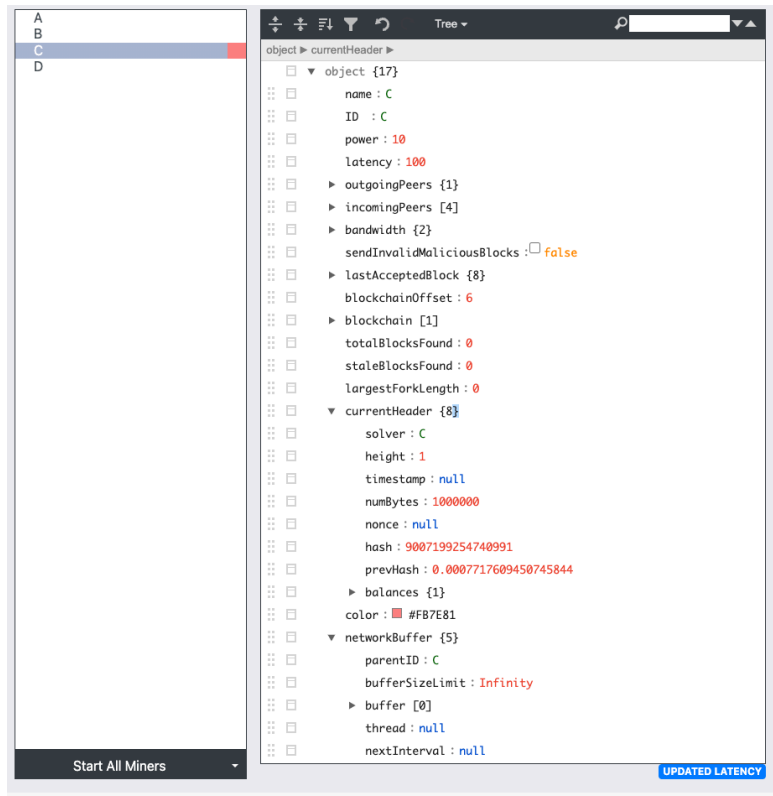 A
B
C
D
Start All Miners
Tree
object ► currentHeader ►
object {17}
name : C
ID : C
power : 10
latency : 100
outgoingPeers {1}
incomingPeers [4]
bandwidth {2}
sendInvalidMaliciousBlocks : false
lastAcceptedBlock {8}
blockchainOffset : 6
blockchain [1]
totalBlocksFound : 0
staleBlocksFound : 0
largestForkLength : 0
currentHeader {8}
solver : C
height : 1
timestamp : null
numBytes : 1000000
nonce : null
hash : 9007199254740991
prevHash : 0.0007717609450745844
balances {1}
color : #FB7E81
networkBuffer {5}
parentID : C
bufferSizeLimit : Infinity
buffer [0]
thread : null
nextInterval : null
UPDATED LATENCY